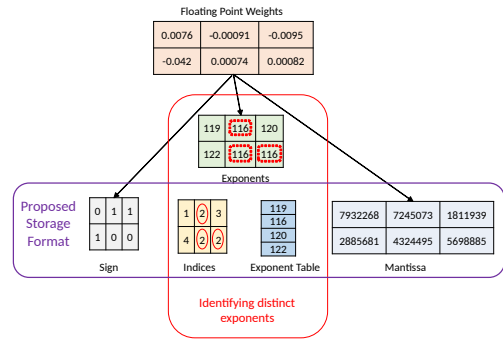 Floating Point Weights
0.0076 -0.00091 -0.0095
-0.042 0.00074 0.00082
119 116 120
122 116 116
Exponents
Proposed
Storage
Format
0 1 1
1 0 0
Sign
1 2 3
4 2 2
Indices
119
116
120
122
Exponent Table
7932268 7245073 1811939
2885681 4324495 5698885
Mantissa
Identifying distinct
exponents